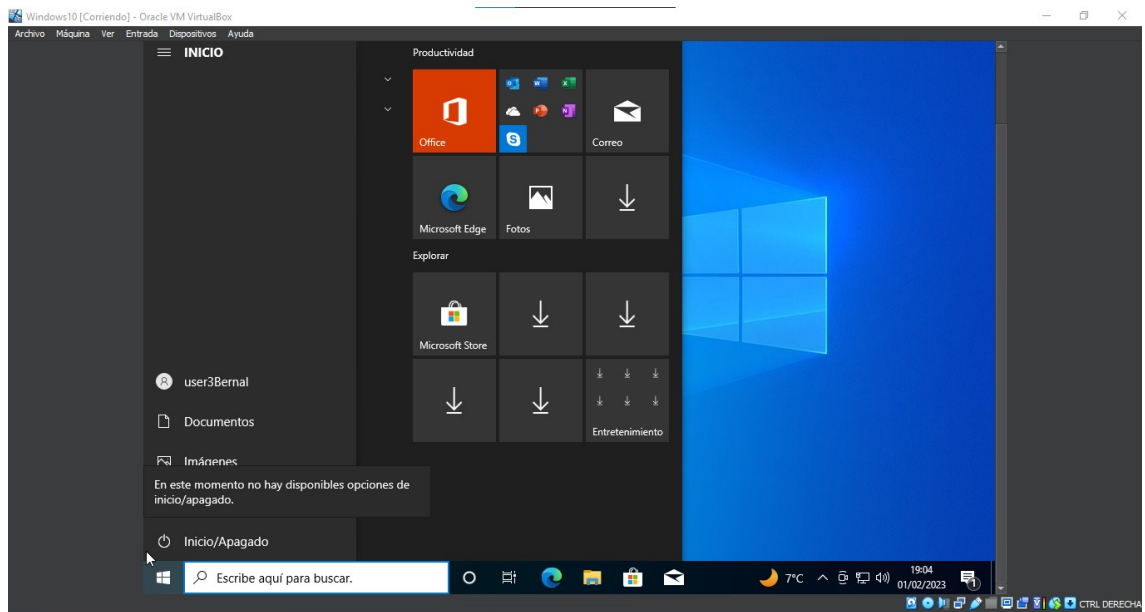 Windows10 [Corriendo] - Oracle VM VirtualBox
Archivo Máquina Ver Entrada Dispositivos Ayuda
INICIO
Productividad
Office
Correo
Microsoft Edge
Fotos
Explorar
Microsoft Store
Entretenimiento
user3Bernal
Documentos
Imágenes
En este momento no hay disponibles opciones de
inicio/apagado.
Inicio/Apagado
Escribe aquí para buscar.
7°C
19:04
01/02/2023
1
CTRL DERECHA